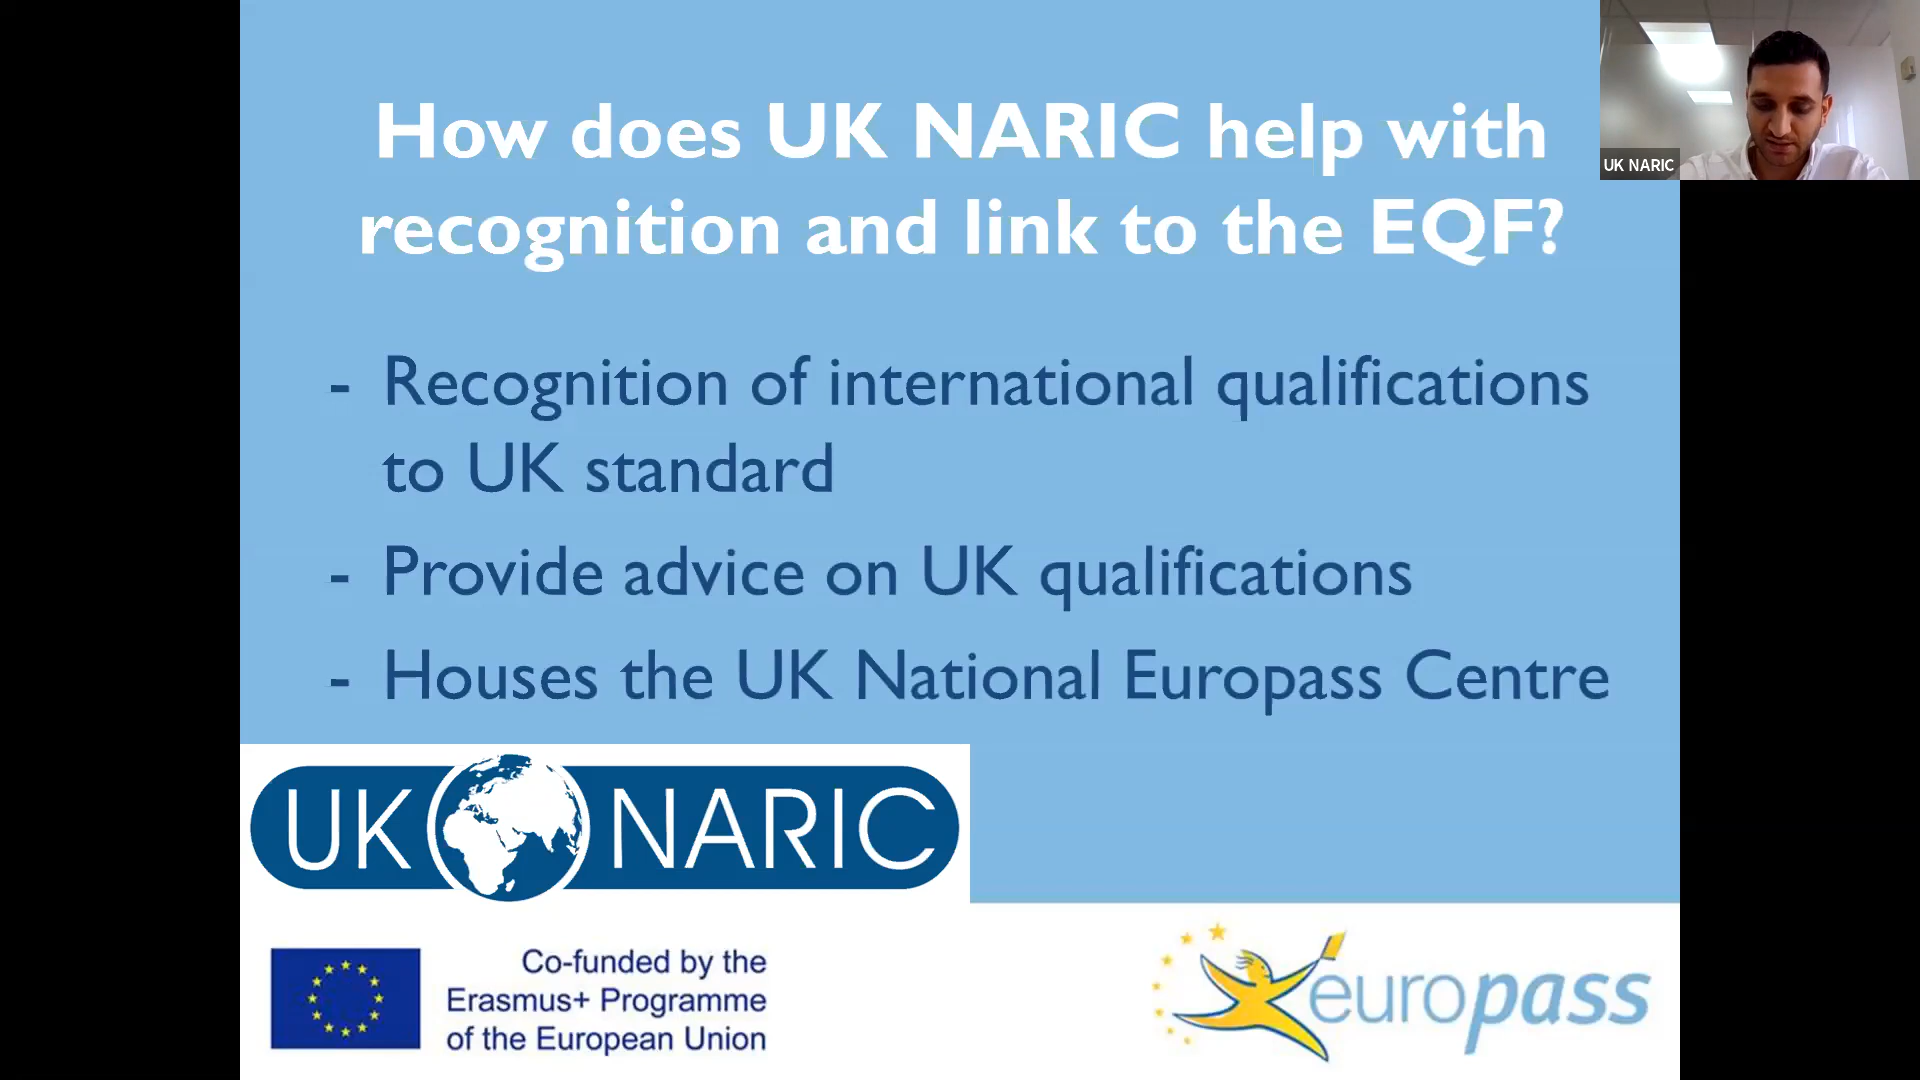 How does UK NARIC help with
recognition and link to the EQF?
UK NARIC
- Recognition of international qualifications
to UK standard
- Provide advice on UK qualifications
- Houses the UK National Europass Centre
UK NARIC
Co-funded by the
Erasmus+ Programme
of the European Union
europass